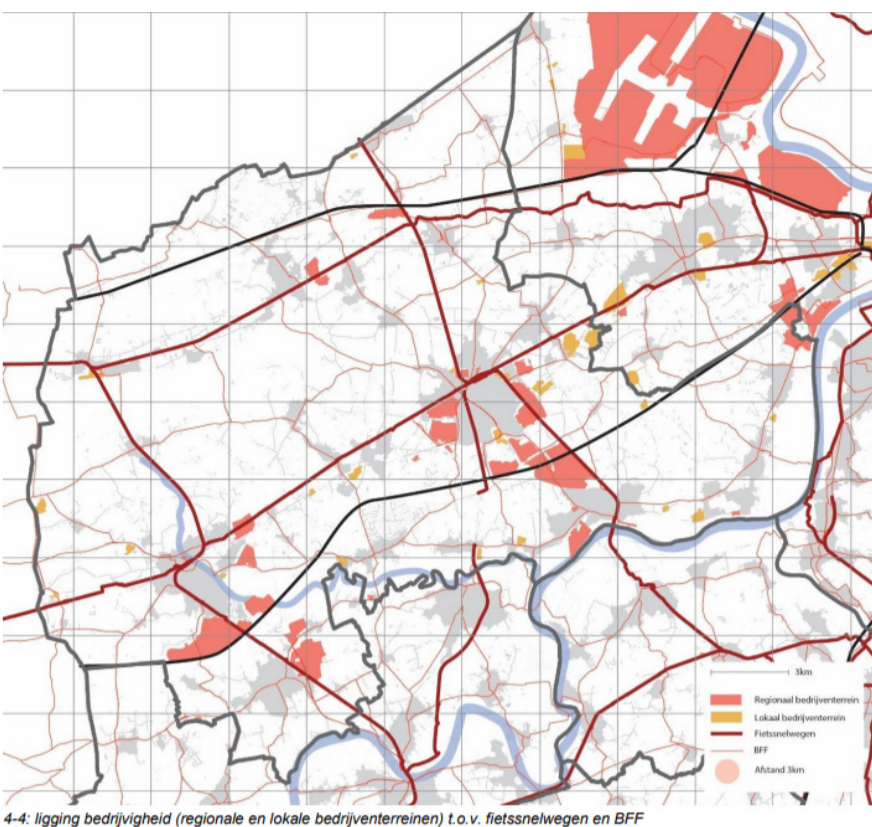 3km
Regionaal bedrijventerrein
Lokaal bedrijventerrein
Fietssnelwegen
BFF
Afstand 3km
4-4: ligging bedrijvigheid (regionale en lokale bedrijventerreinen) t.o.v. fietssnelwegen en BFF